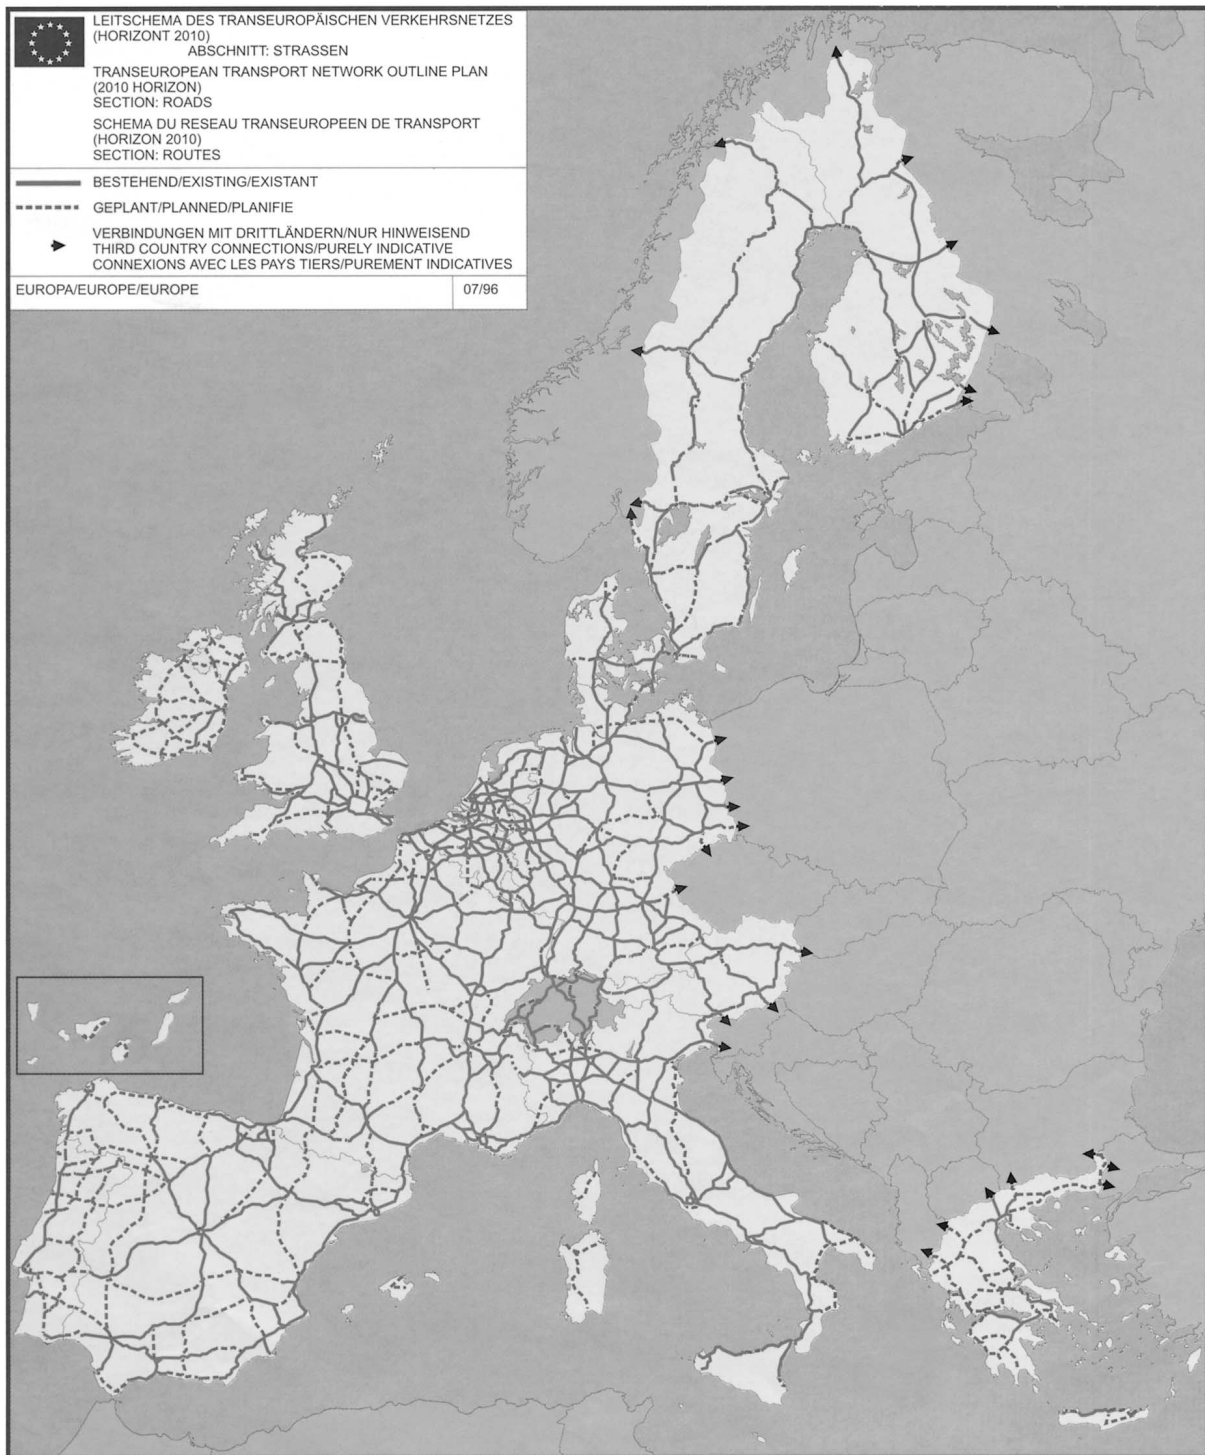 LEITSCHEMA DES TRANSEUROPÄISCHEN VERKEHRSNETZES
(HORIZONT 2010)
ABSCHNITT: STRASSEN
TRANSEUROPEAN TRANSPORT NETWORK OUTLINE PLAN
(2010 HORIZON)
SECTION: ROADS
SCHEMA DU RESEAU TRANSEUROPEEN DE TRANSPORT
(HORIZON 2010)
SECTION: ROUTES
BESTEHEND/EXISTING/EXISTANT
GEPLANT/PLANNED/PLANIFIE
VERBINDUNGEN MIT DRITTLÄNDERN/NUR HINWEISEND
THIRD COUNTRY CONNECTIONS/PURELY INDICATIVE
CONNEXIONS AVEC LES PAYS TIERS/PUREMENT INDICATIVES
EUROPA/EUROPE/EUROPE 07/96